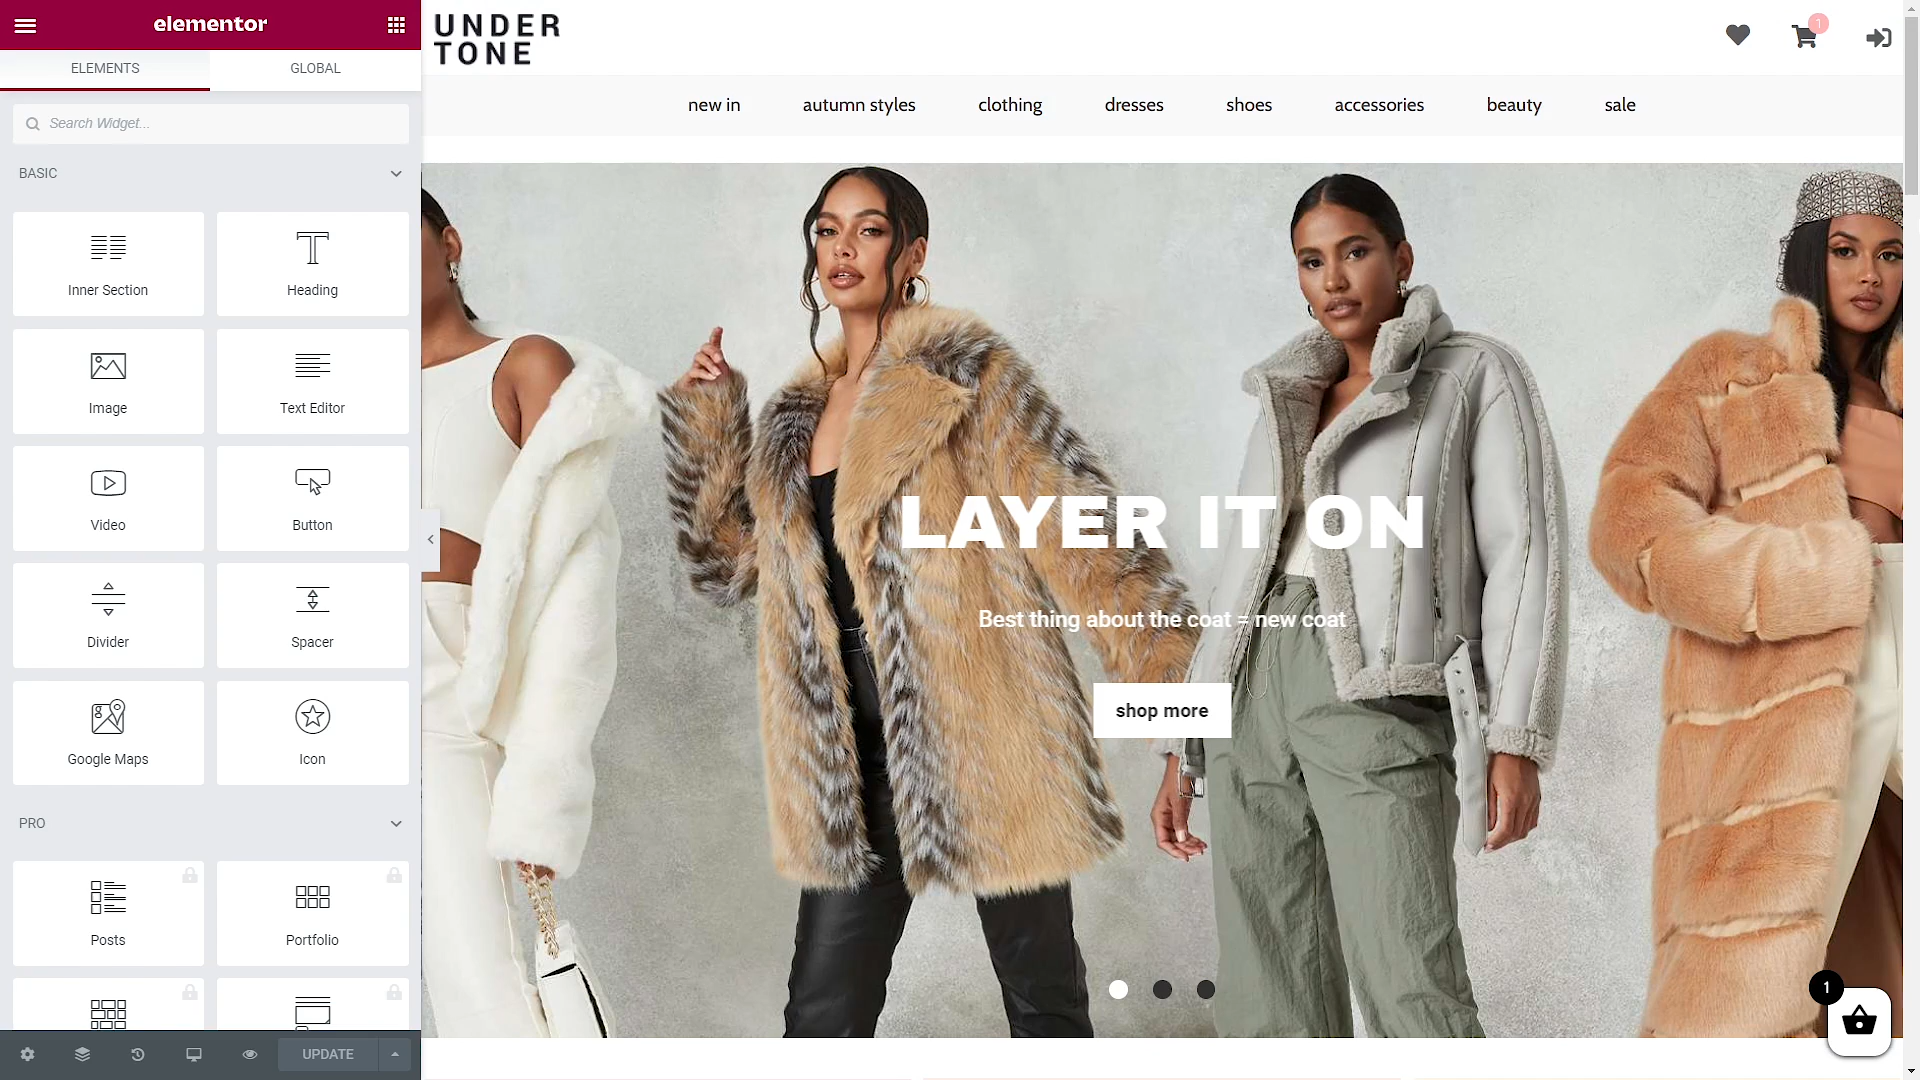 elementor
ELEMENTS
GLOBAL
Search Widget...
BASIC
Inner Section
Heading
Image
Text Editor
Video
Button
Divider
Spacer
Google Maps
Icon
PRO
Posts
Portfolio
UPDATE
UNDER
TONE
1
new in
autumn styles
clothing
dresses
shoes
accessories
beauty
sale
LAYER IT ON
Best thing about the coat = new coat
shop more
1